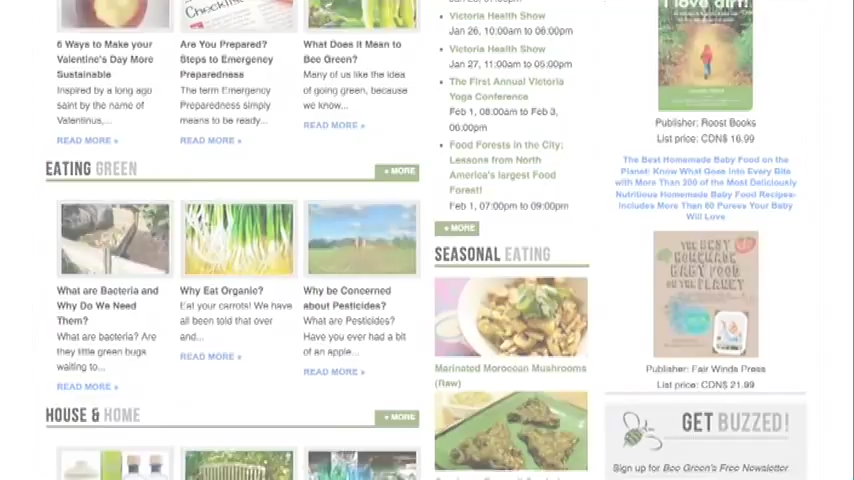 Checklist
6 Ways to Make your
Valentine's Day More
Sustainable
Inspired by a long ago
saint by the name of
Valentinus,...
READ MORE »
Are You Prepared?
Steps to Emergency
Preparedness
The term Emergency
Preparedness simply
means to be ready...
READ MORE »
What Does it Mean to
Bee Green?
Many of us like the idea
of going green, because
we know...
READ MORE »
EATING GREEN
+ MORE
What are Bacteria and
Why Do We Need
Them?
What are bacteria? Are
they little green bugs
waiting to...
READ MORE »
Why Eat Organic?
Eat your carrots! We have
all been told that over
and...
READ MORE »
Why be Concerned
about Pesticides?
What are Pesticides?
Have you ever had a bit
of an apple...
READ MORE »
HOUSE & HOME
+ MORE
Victoria Health Show
Jan 26, 10:00am to 06:00pm
Victoria Health Show
Jan 27, 11:00am to 05:00pm
The First Annual Victoria
Yoga Conference
Feb 1, 08:00am to Feb 3,
06:00pm
Food Forests in the City;
Lessons from North
America's largest Food
Forest!
Feb 1, 07:00pm to 09:00pm
+ MORE
SEASONAL EATING
Marinated Moroccan Mushrooms
(Raw)
I love dirt!
Publisher: Roost Books
List price: CDN$ 16.99
The Best Homemade Baby Food on the
Planet: Know What Goes Into Every Bite
with More Than 200 of the Most Deliciously
Nutritious Homemade Baby Food Recipes-
Includes More Than 60 Purees Your Baby
Will Love
THE BEST
HOMEMADE
BABY FOOD
ON THE
PLANET
Publisher: Fair Winds Press
List price: CDN$ 21.99
GET BUZZED!
Sign up for Bee Green's Free Newsletter